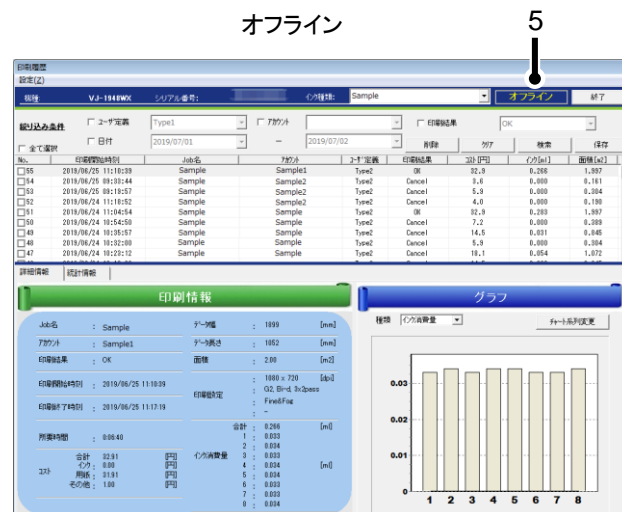 オフライン
5
印刷履歴
設定(Z)
機種 VJ-1948WX シリアル番号: インク種類: Sample オフライン 終了
絞り込み条件 ユーザ定義 Type1 アカウント 印刷結果 OK
全て選択 日付 2019/07/01 - 2019/07/02 削除 クリア 検索 保存
No. 印刷開始時刻 Job名 アカウント ユーザ定義 印刷結果 コスト[円] インク[ml] 面積[m2]
55 2019/06/25 11:10:39 Sample Sample1 Type2 OK 32.9 0.266 1.997
54 2019/06/25 09:33:44 Sample Sample2 Type2 Cancel 3.0 0.000 0.161
53 2019/06/25 09:19:57 Sample Sample2 Type2 Cancel 5.9 0.000 0.304
52 2019/06/24 11:18:52 Sample Sample2 Type2 Cancel 4.0 0.000 0.190
51 2019/06/24 11:04:54 Sample Sample Type2 OK 32.9 0.283 1.997
50 2019/06/24 10:54:50 Sample Sample Type2 Cancel 7.2 0.000 0.389
49 2019/06/24 10:35:57 Sample Sample Type2 Cancel 14.5 0.031 0.845
48 2019/06/24 10:32:00 Sample Sample Type2 Cancel 5.9 0.000 0.304
47 2019/06/24 10:23:12 Sample Sample Type2 Cancel 18.1 0.054 1.072
詳細情報 統計情報
印刷情報
Job名 : Sample
アカウント : Sample1
印刷結果 : OK
印刷開始時刻 : 2019/06/25 11:10:39
印刷終了時刻 : 2019/06/25 11:17:19
所要時間 : 0:06:40
コスト 合計 32.91 [円]
インク : 0.00 [円]
用紙 : 31.91 [円]
その他 : 1.00 [円]
データ幅 : 1899 [mm]
データ長さ : 1052 [mm]
面積 : 2.00 [m2]
印刷設定 : 1080 x 720 [dpi]
: G2, Bi-d, 3x2pass
: Fine&Fog
: -
インク消費量 合計 : 0.266 [ml]
1 : 0.033
2 : 0.034
3 : 0.033
4 : 0.034 [ml]
5 : 0.034
6 : 0.033
7 : 0.033
8 : 0.034
グラフ
種類 インク消費量 チャート系列変更
0.03
0.02
0.01
0
1 2 3 4 5 6 7 8